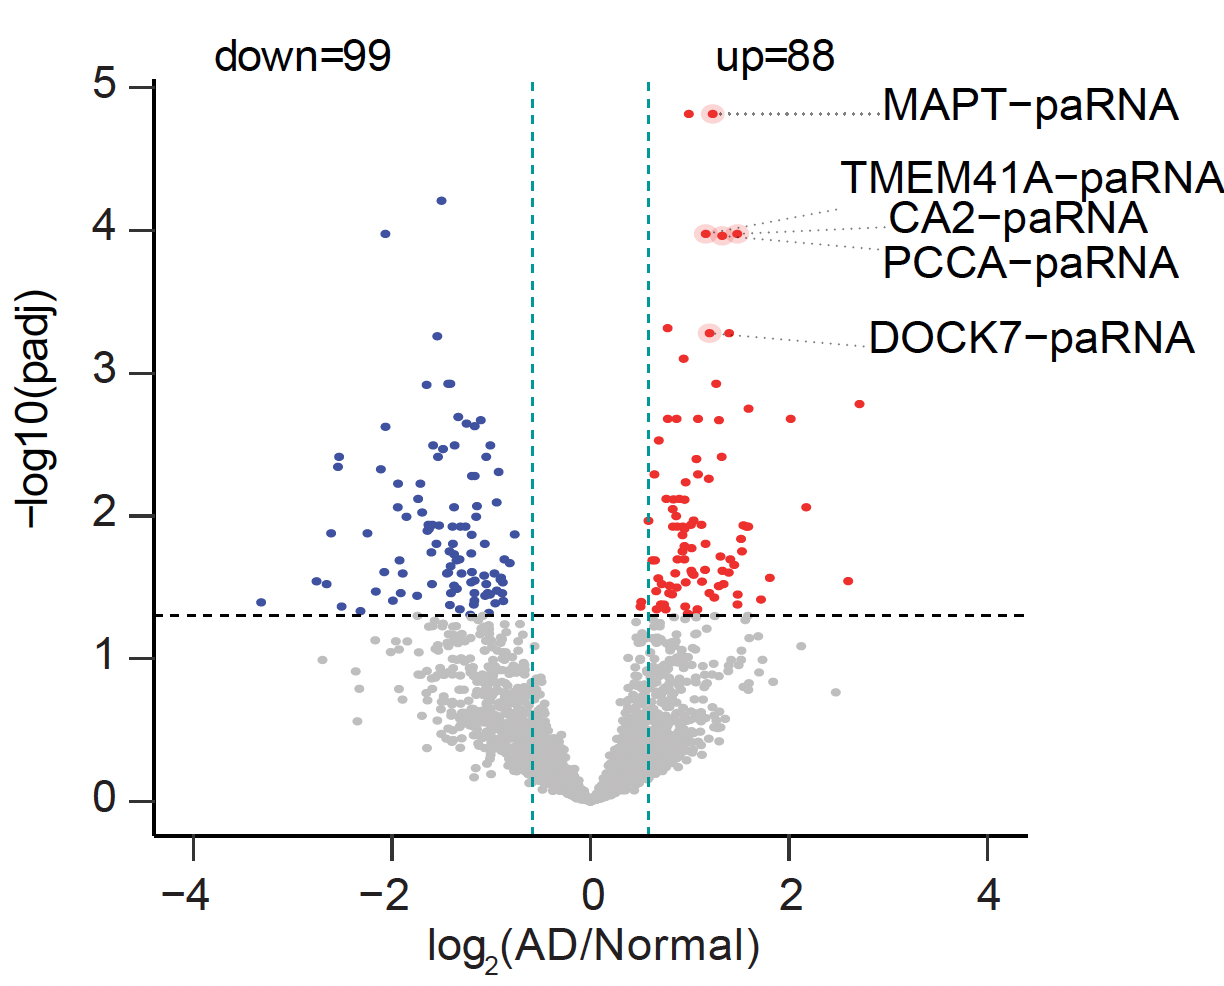 down=99
up=88
5
4
3
2
1
0
−log10(padj)
MAPT−paRNA
TMEM41A−paRNA
CA2−paRNA
PCCA−paRNA
DOCK7−paRNA
−4
−2
0
2
4
log2(AD/Normal)